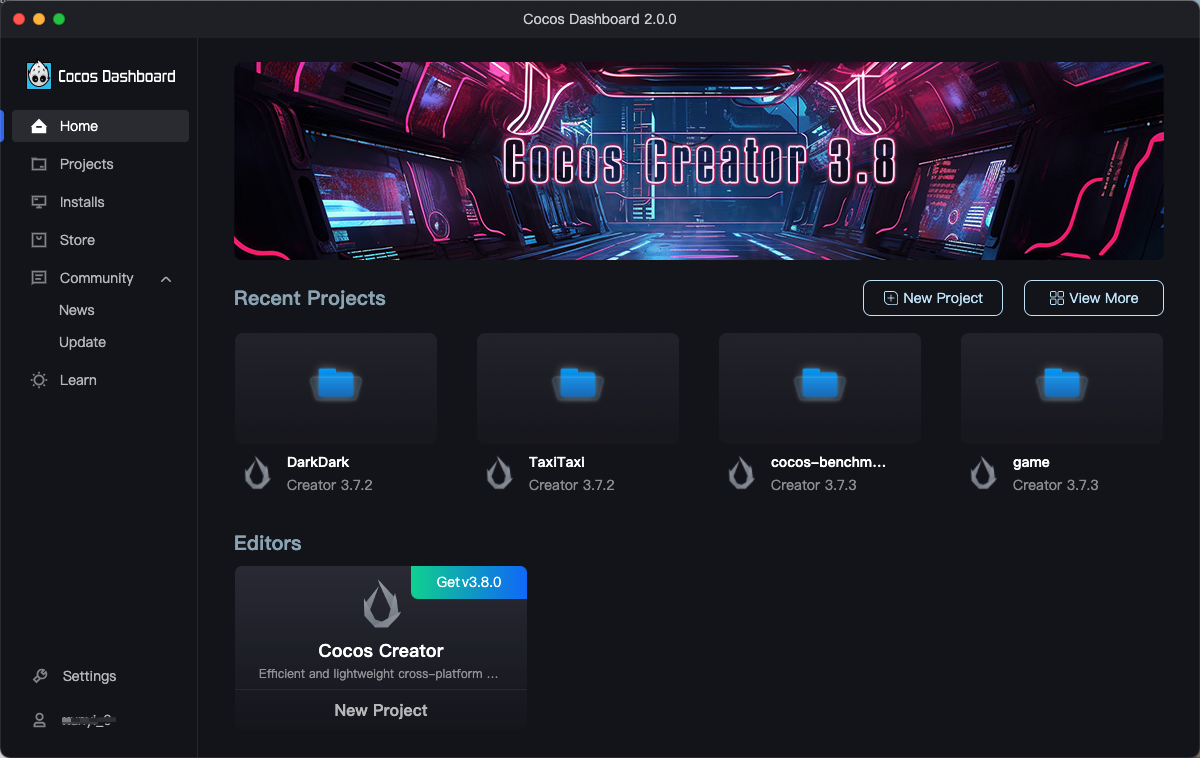 Cocos Dashboard 2.0.0
Cocos Dashboard
Home
Projects
Installs
Store
Community
News
Update
Learn
Settings
Cocos Creator 3.8
Recent Projects
New Project
View More
DarkDark
Creator 3.7.2
TaxiTaxi
Creator 3.7.2
cocos-benchm...
Creator 3.7.3
game
Creator 3.7.3
Editors
Get v3.8.0
Cocos Creator
Efficient and lightweight cross-platform ...
New Project